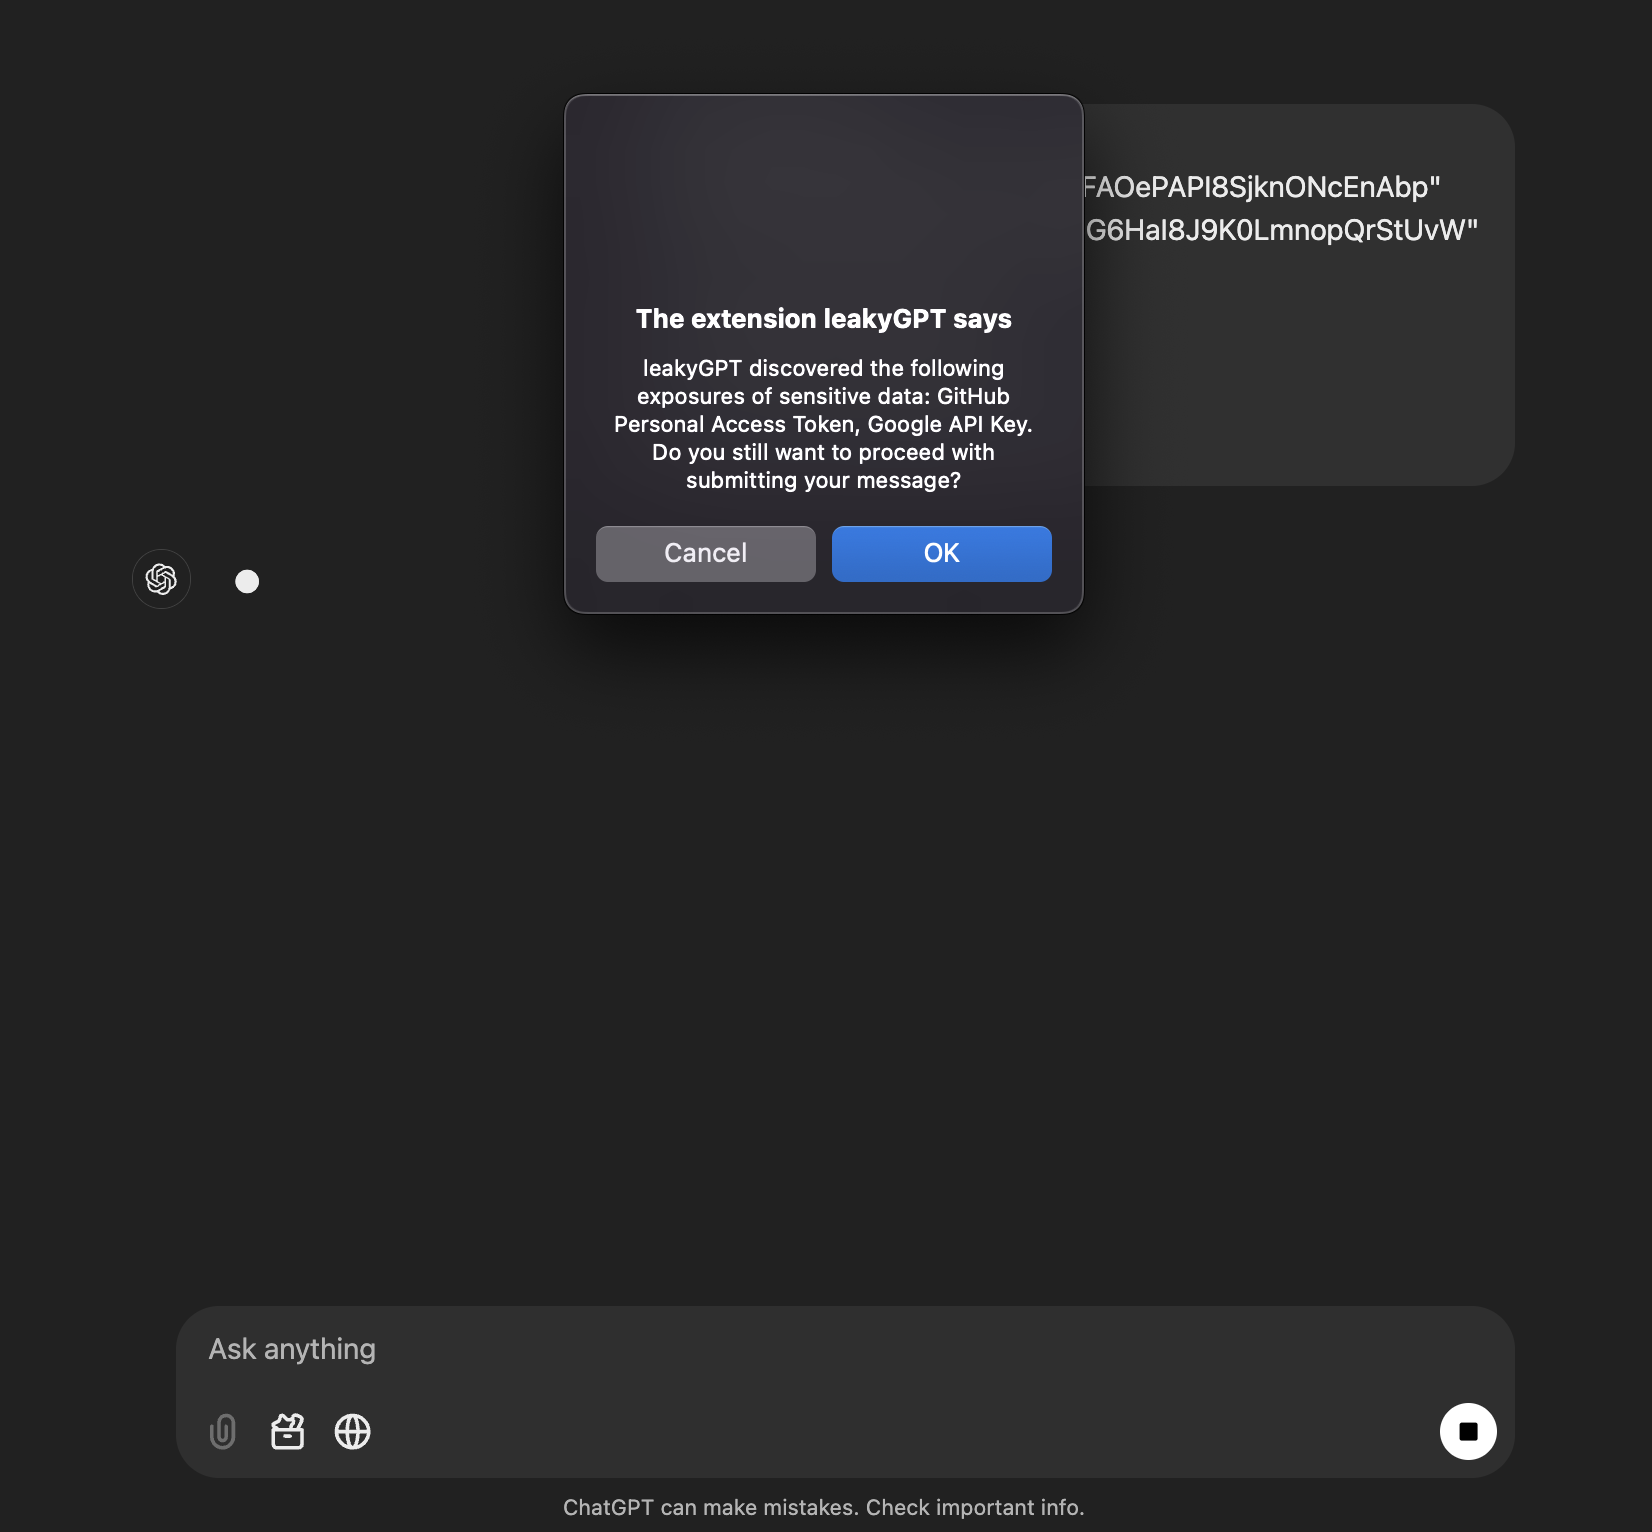 FAOePAPI8SjknONcEnAbp"
G6HaI8J9K0LmnopQrStUvW"
The extension leakyGPT says
leakyGPT discovered the following
exposures of sensitive data: GitHub
Personal Access Token, Google API Key.
Do you still want to proceed with
submitting your message?
Cancel
OK
Ask anything
ChatGPT can make mistakes. Check important info.